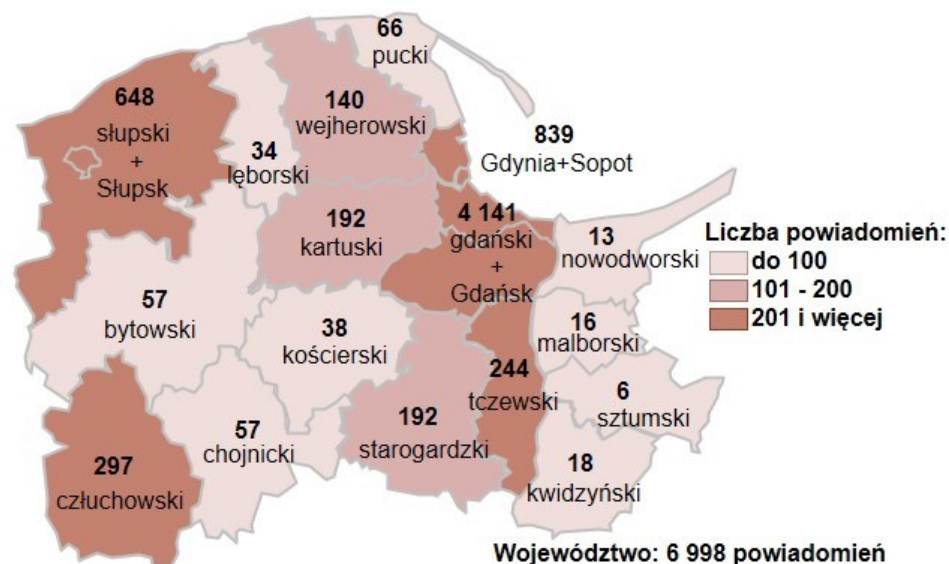 66
pucki
648
słupski
+
Słupsk
140
wejherowski
34
lęborski
839
Gdynia+Sopot
192
kartuski
4 141
gdański
+
Gdańsk
13
nowodworski
Liczba powiadomień:
do 100
101 - 200
201 i więcej
57
bytowski
38
kościerski
16
malborski
244
tczewski
6
sztumski
297
człuchowski
57
chojnicki
192
starogardzki
18
kwidzyński
Województwo: 6 998 powiadomień